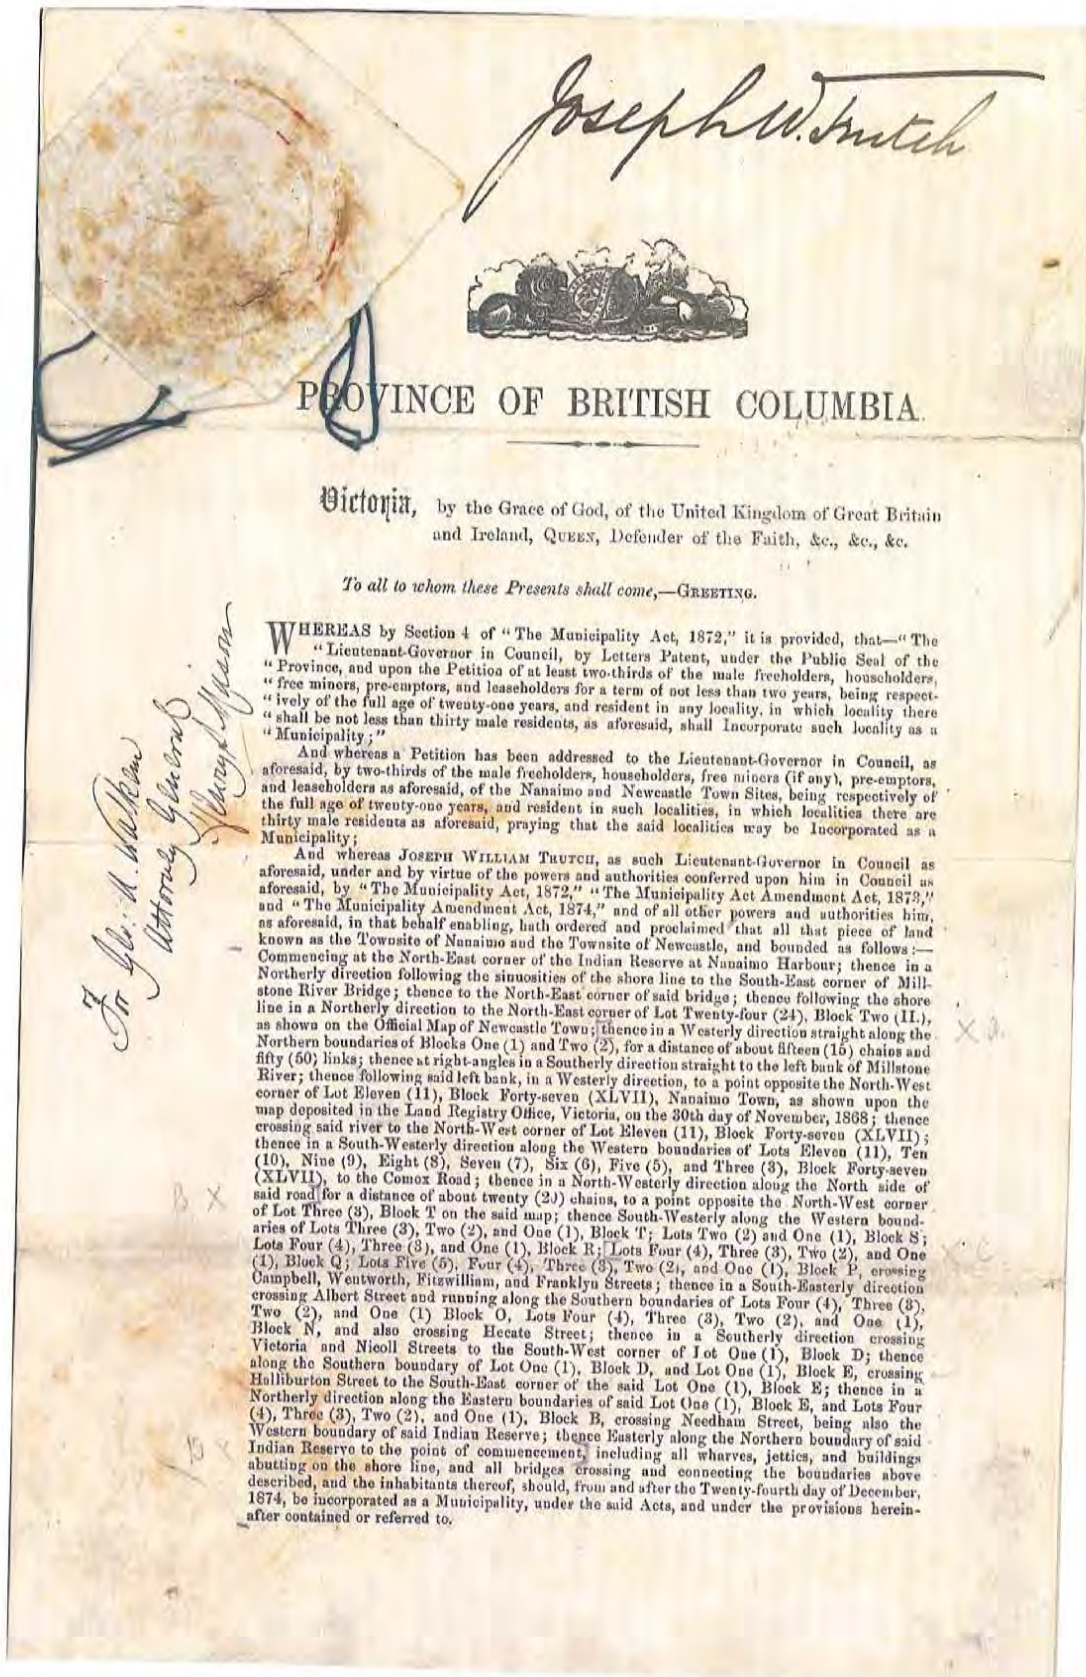 Joseph W. Trutch
PROVINCE OF BRITISH COLUMBIA.
Victoria, by the Grace of God, of the United Kingdom of Great Britain
and Ireland, QUEEN, Defender of the Faith, &c., &c., &c.
To all to whom these Presents shall come,—GREETING.
WHEREAS by Section 4 of "The Municipality Act, 1872," it is provided, that—"The
"Lieutenant-Governor in Council, by Letters Patent, under the Public Seal of the
"Province, and upon the Petition of at least two-thirds of the male freeholders, householders,
"free miners, pre-emptors, and leaseholders for a term of not less than two years, being respect-
"ively of the full age of twenty-one years, and resident in any locality, in which locality there
"shall be not less than thirty male residents, as aforesaid, shall Incorporate such locality as a
"Municipality;"
And whereas a Petition has been addressed to the Lieutenant-Governor in Council, as
aforesaid, by two-thirds of the male freeholders, householders, free miners (if any), pre-emptors,
and leaseholders as aforesaid, of the Nanaimo and Newcastle Town Sites, being respectively of
the full age of twenty-one years, and resident in such localities, in which localities there are
thirty male residents as aforesaid, praying that the said localities may be Incorporated as a
Municipality;
And whereas JOSEPH WILLIAM TRUTCH, as such Lieutenant-Governor in Council as
aforesaid, under and by virtue of the powers and authorities conferred upon him in Council as
aforesaid, by "The Municipality Act, 1872," "The Municipality Act Amendment Act, 1873,"
and "The Municipality Amendment Act, 1874," and of all other powers and authorities him,
as aforesaid, in that behalf enabling, hath ordered and proclaimed that all that piece of land
known as the Townsite of Nanaimo and the Townsite of Newcastle, and bounded as follows:—
Commencing at the North-East corner of the Indian Reserve at Nanaimo Harbour; thence in a
Northerly direction following the sinuosities of the shore line to the South-East corner of Mill-
stone River Bridge; thence to the North-East corner of said bridge; thence following the shore
line in a Northerly direction to the North-East corner of Lot Twenty-four (24), Block Two (II.),
as shown on the Official Map of Newcastle Town; thence in a Westerly direction straight along the
Northern boundaries of Blocks One (1) and Two (2), for a distance of about fifteen (15) chains and
fifty (50) links; thence at right-angles in a Southerly direction straight to the left bank of Millstone
River; thence following said left bank, in a Westerly direction, to a point opposite the North-West
corner of Lot Eleven (11), Block Forty-seven (XLVII), Nanaimo Town, as shown upon the
map deposited in the Land Registry Office, Victoria, on the 30th day of November, 1868; thence
crossing said river to the North-West corner of Lot Eleven (11), Block Forty-seven (XLVII);
thence in a South-Westerly direction along the Western boundaries of Lots Eleven (11), Ten
(10), Nine (9), Eight (8), Seven (7), Six (6), Five (5), and Three (3), Block Forty-seven
(XLVII), to the Comox Road; thence in a North-Westerly direction along the North side of
said road for a distance of about twenty (20) chains, to a point opposite the North-West corner
of Lot Three (3), Block T on the said map; thence South-Westerly along the Western bound-
aries of Lots Three (3), Two (2), and One (1), Block T; Lots Two (2) and One (1), Block S;
Lots Four (4), Three (3), and One (1), Block R; Lots Four (4), Three (3), Two (2), and One
(1), Block Q; Lots Five (5), Four (4), Three (3), Two (2), and One (1), Block P, crossing
Campbell, Wentworth, Fitzwilliam, and Franklyn Streets; thence in a South-Easterly direction
crossing Albert Street and running along the Southern boundaries of Lots Four (4), Three (3),
Two (2), and One (1) Block O, Lots Four (4), Three (3), Two (2), and One (1),
Block N, and also crossing Hecate Street; thence in a Southerly direction crossing
Victoria and Nicoll Streets to the South-West corner of Lot One (1), Block D; thence
along the Southern boundary of Lot One (1), Block D, and Lot One (1), Block E, crossing
Halliburton Street to the South-East corner of the said Lot One (1), Block E; thence in a
Northerly direction along the Eastern boundaries of said Lot One (1), Block E, and Lots Four
(4), Three (3), Two (2), and One (1), Block B, crossing Needham Street, being also the
Western boundary of said Indian Reserve; thence Easterly along the Northern boundary of said
Indian Reserve to the point of commencement, including all wharves, jetties, and buildings
abutting on the shore line, and all bridges crossing and connecting the boundaries above
described, and the inhabitants thereof, should, from and after the Twenty-fourth day of December,
1874, be incorporated as a Municipality, under the said Acts, and under the provisions herein-
after contained or referred to.
For Geo. A. Walkem
Attorney General
B X